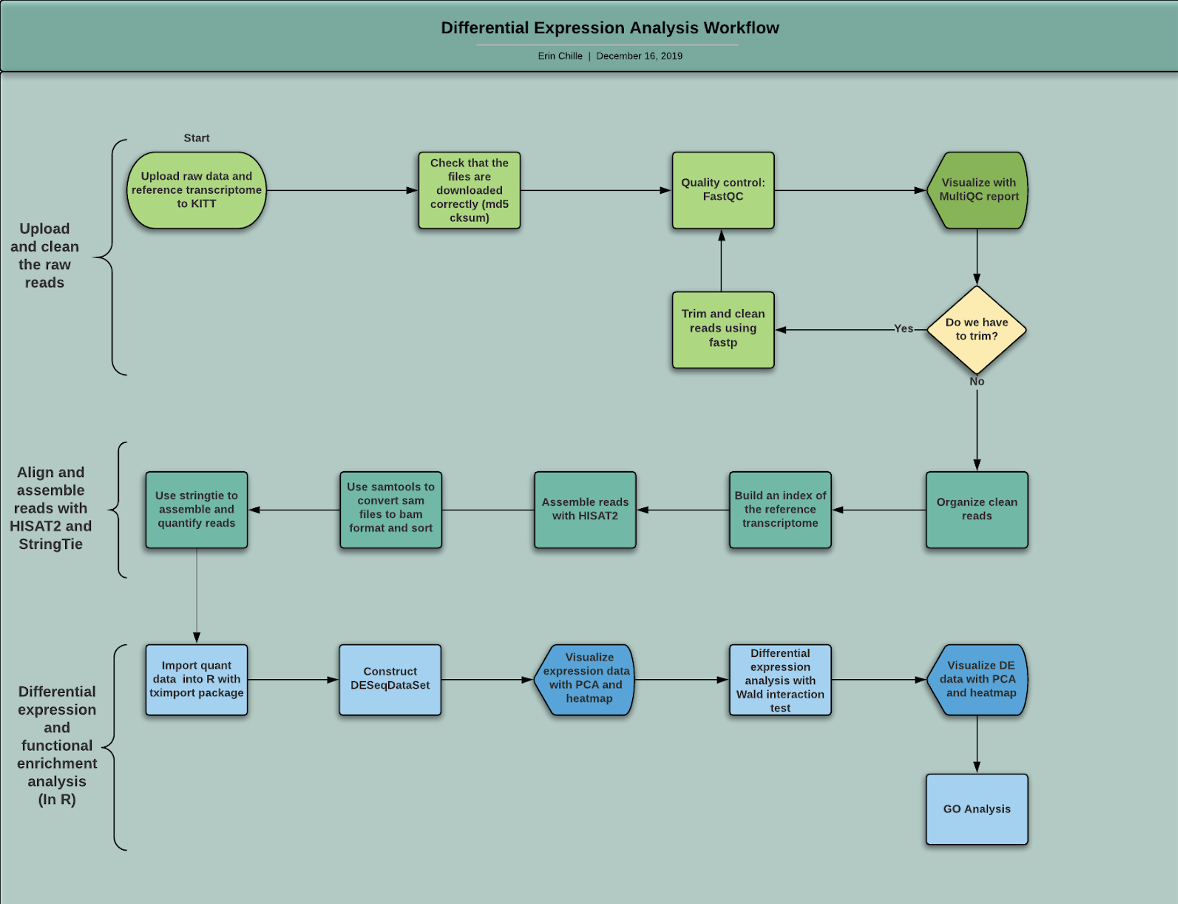 Differential Expression Analysis Workflow
Erin Chille | December 16, 2019
Upload
and clean
the raw
reads
Start
Upload raw data and
reference transcriptome
to KITT
Check that the
files are
downloaded
correctly (md5
cksum)
Quality control:
FastQC
Visualize with
MultiQC report
Trim and clean
reads using
fastp
Yes
Do we have
to trim?
No
Align and
assemble
reads with
HISAT2 and
StringTie
Use stringtie to
assemble and
quantify reads
Use samtools to
convert sam
files to bam
format and sort
Assemble reads
with HISAT2
Build an index of
the reference
transcriptome
Organize clean
reads
Differential
expression
and
functional
enrichment
analysis
(In R)
Import quant
data into R with
tximport package
Construct
DESeqDataSet
Visualize
expression data
with PCA and
heatmap
Differential
expression
analysis with
Wald interaction
test
Visualize DE
data with PCA
and heatmap
GO Analysis